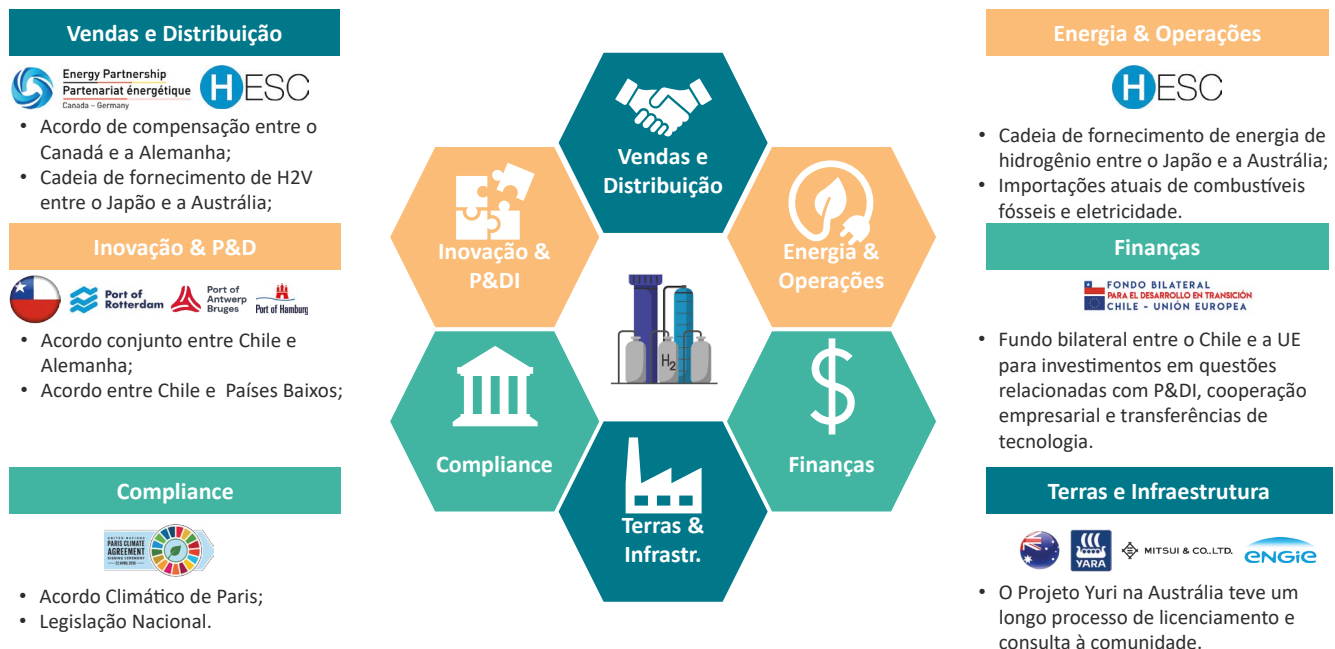 Vendas e Distribuição
Energy Partnership
Partenariat énergétique
Canada – Germany
HESC
• Acordo de compensação entre o
Canadá e a Alemanha;
• Cadeia de fornecimento de H2V
entre o Japão e a Austrália;
Inovação & P&D
Port of
Rotterdam
Port of
Antwerp
Bruges
Port of Hamburg
• Acordo conjunto entre Chile e
Alemanha;
• Acordo entre Chile e Países Baixos;
Compliance
UNITED NATIONS
PARIS CLIMATE
AGREEMENT
SIGNING CEREMONY
• Acordo Climático de Paris;
• Legislação Nacional.
Vendas e
Distribuição
Inovação &
P&DI
Energia &
Operações
H2
Compliance
Finanças
Terras &
Infrastr.
Energia & Operações
HESC
• Cadeia de fornecimento de energia de
hidrogênio entre o Japão e a Austrália;
• Importações atuais de combustíveis
fósseis e eletricidade.
Finanças
FONDO BILATERAL
PARA EL DESARROLLO EN TRANSICIÓN
CHILE – UNIÓN EUROPEA
• Fundo bilateral entre o Chile e a UE
para investimentos em questões
relacionadas com P&DI, cooperação
empresarial e transferências de
tecnologia.
Terras e Infraestrutura
YARA
MITSUI & CO.,LTD.
ENGIE
• O Projeto Yuri na Austrália teve um
longo processo de licenciamento e
consulta à comunidade.